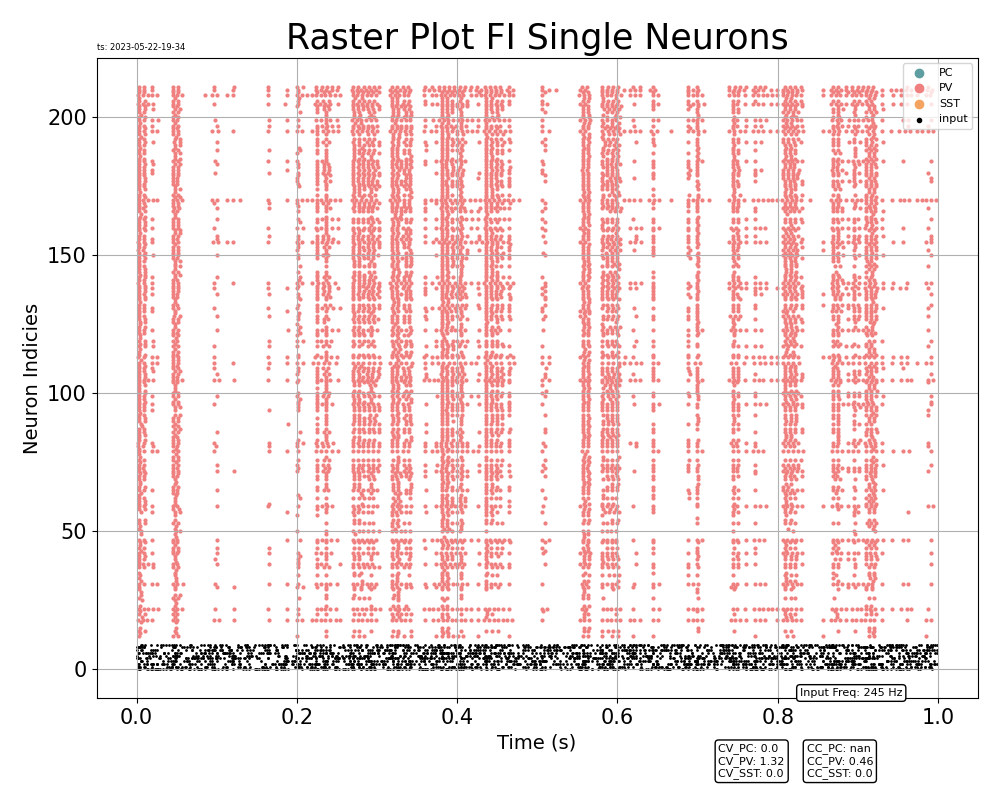 Raster Plot FI Single Neurons
ts: 2023-05-22-19-34
PC
PV
SST
input
200
150
100
50
0
Neuron Indicies
0.0 0.2 0.4 0.6 0.8 1.0
Time (s)
Input Freq: 245 Hz
CV_PC: 0.0
CV_PV: 1.32
CV_SST: 0.0
CC_PC: nan
CC_PV: 0.46
CC_SST: 0.0